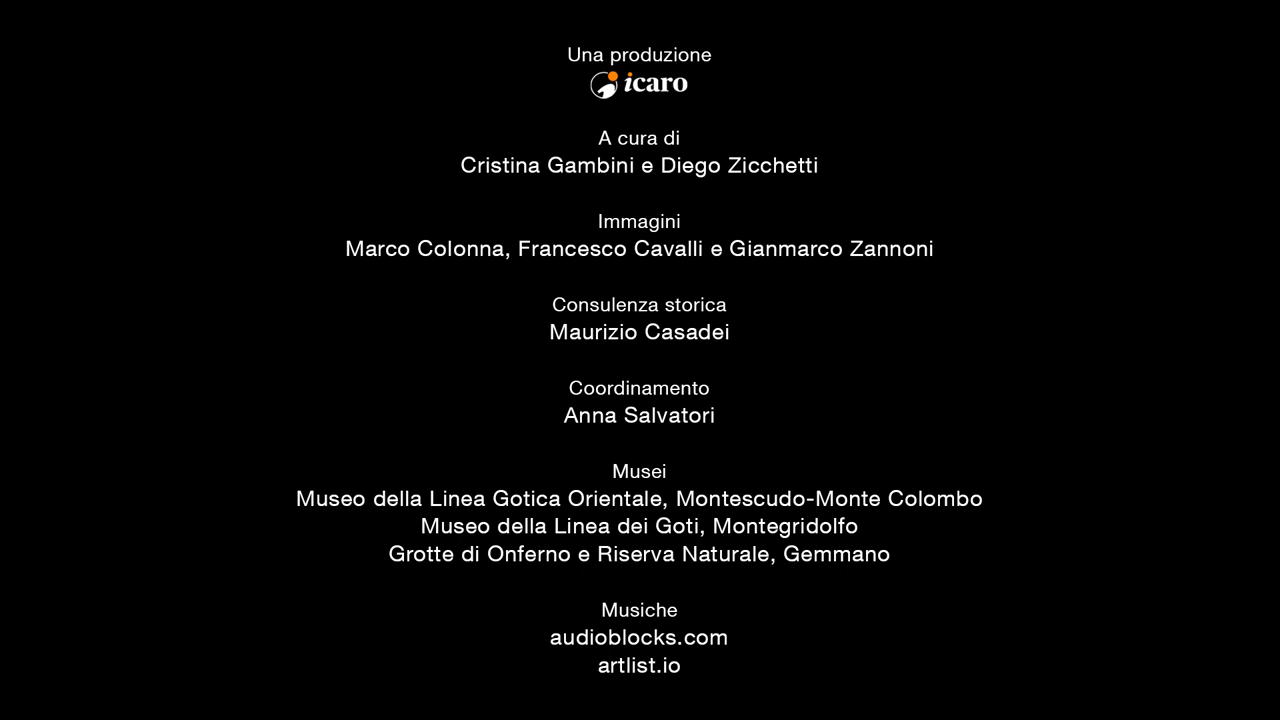 Una produzione
icaro
A cura di
Cristina Gambini e Diego Zicchetti
Immagini
Marco Colonna, Francesco Cavalli e Gianmarco Zannoni
Consulenza storica
Maurizio Casadei
Coordinamento
Anna Salvatori
Musei
Museo della Linea Gotica Orientale, Montescudo-Monte Colombo
Museo della Linea dei Goti, Montegridolfo
Grotte di Onferno e Riserva Naturale, Gemmano
Musiche
audioblocks.com
artlist.io